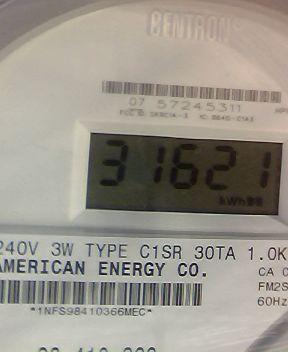 CENTRON
07 57245311
31621
kWh
240V 3W TYPE C1SR 30TA 1.0K
AMERICAN ENERGY CO.
CA 0
FM2S
60Hz
*1NFS98410366MEC*